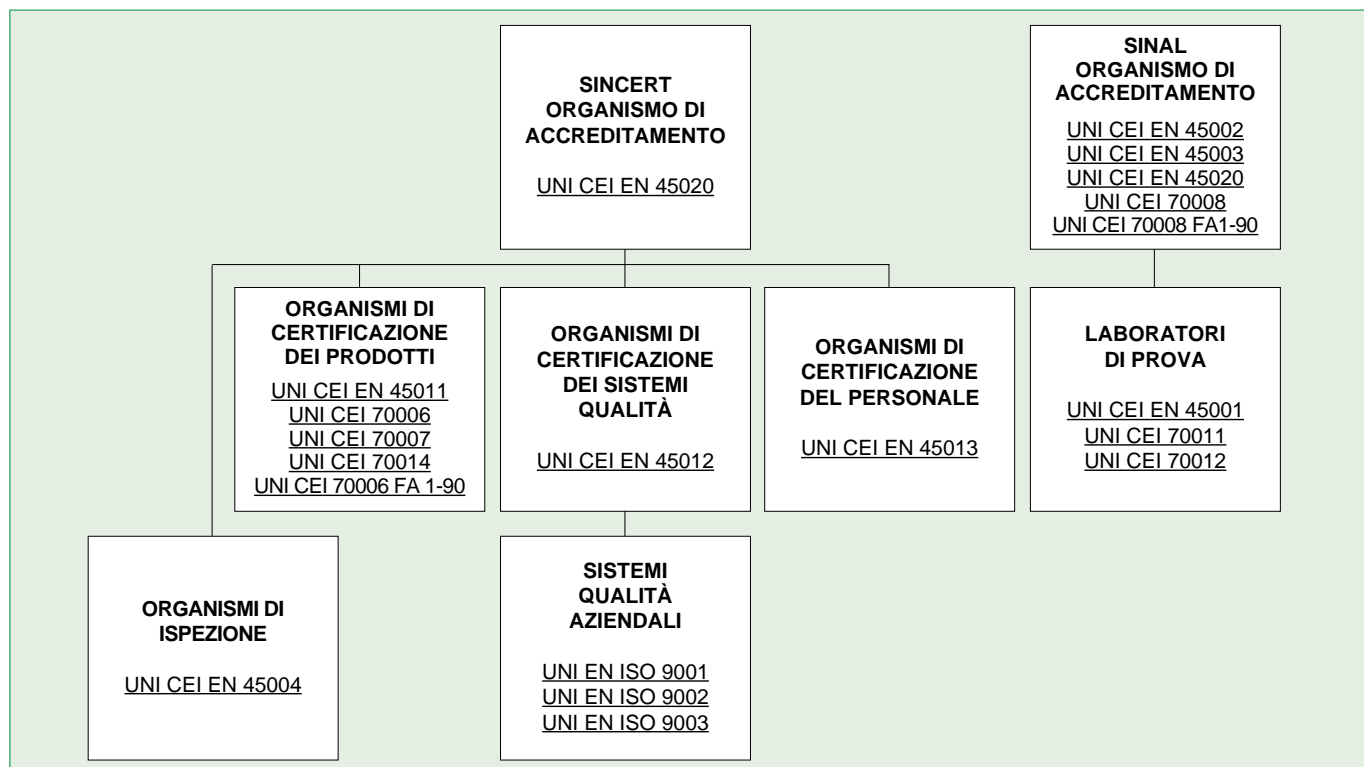 SINCERT
ORGANISMO DI
ACCREDITAMENTO
UNI CEI EN 45020
SINAL
ORGANISMO DI
ACCREDITAMENTO
UNI CEI EN 45002
UNI CEI EN 45003
UNI CEI EN 45020
UNI CEI 70008
UNI CEI 70008 FA1-90
ORGANISMI DI
CERTIFICAZIONE
DEI PRODOTTI
UNI CEI EN 45011
UNI CEI 70006
UNI CEI 70007
UNI CEI 70014
UNI CEI 70006 FA 1-90
ORGANISMI DI
CERTIFICAZIONE
DEI SISTEMI
QUALITÀ
UNI CEI EN 45012
ORGANISMI DI
CERTIFICAZIONE
DEL PERSONALE
UNI CEI EN 45013
LABORATORI
DI PROVA
UNI CEI EN 45001
UNI CEI 70011
UNI CEI 70012
ORGANISMI DI
ISPEZIONE
UNI CEI EN 45004
SISTEMI
QUALITÀ
AZIENDALI
UNI EN ISO 9001
UNI EN ISO 9002
UNI EN ISO 9003